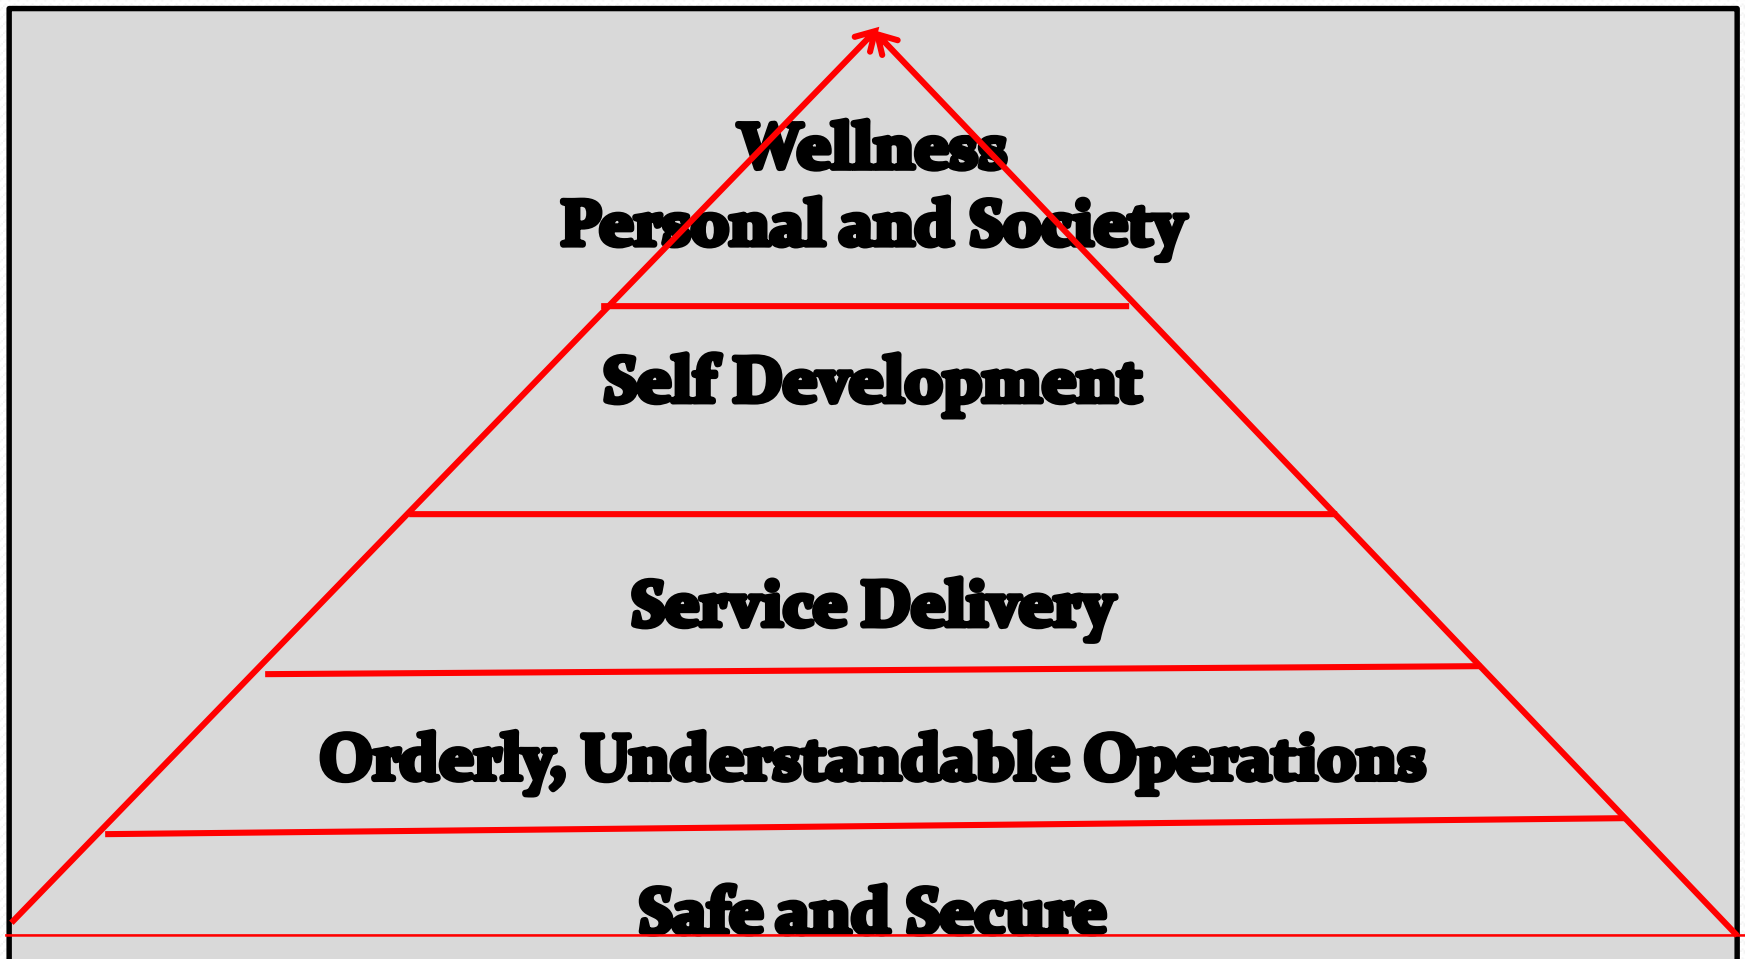 Wellness
Personal and Society
Self Development
Service Delivery
Orderly, Understandable Operations
Safe and Secure